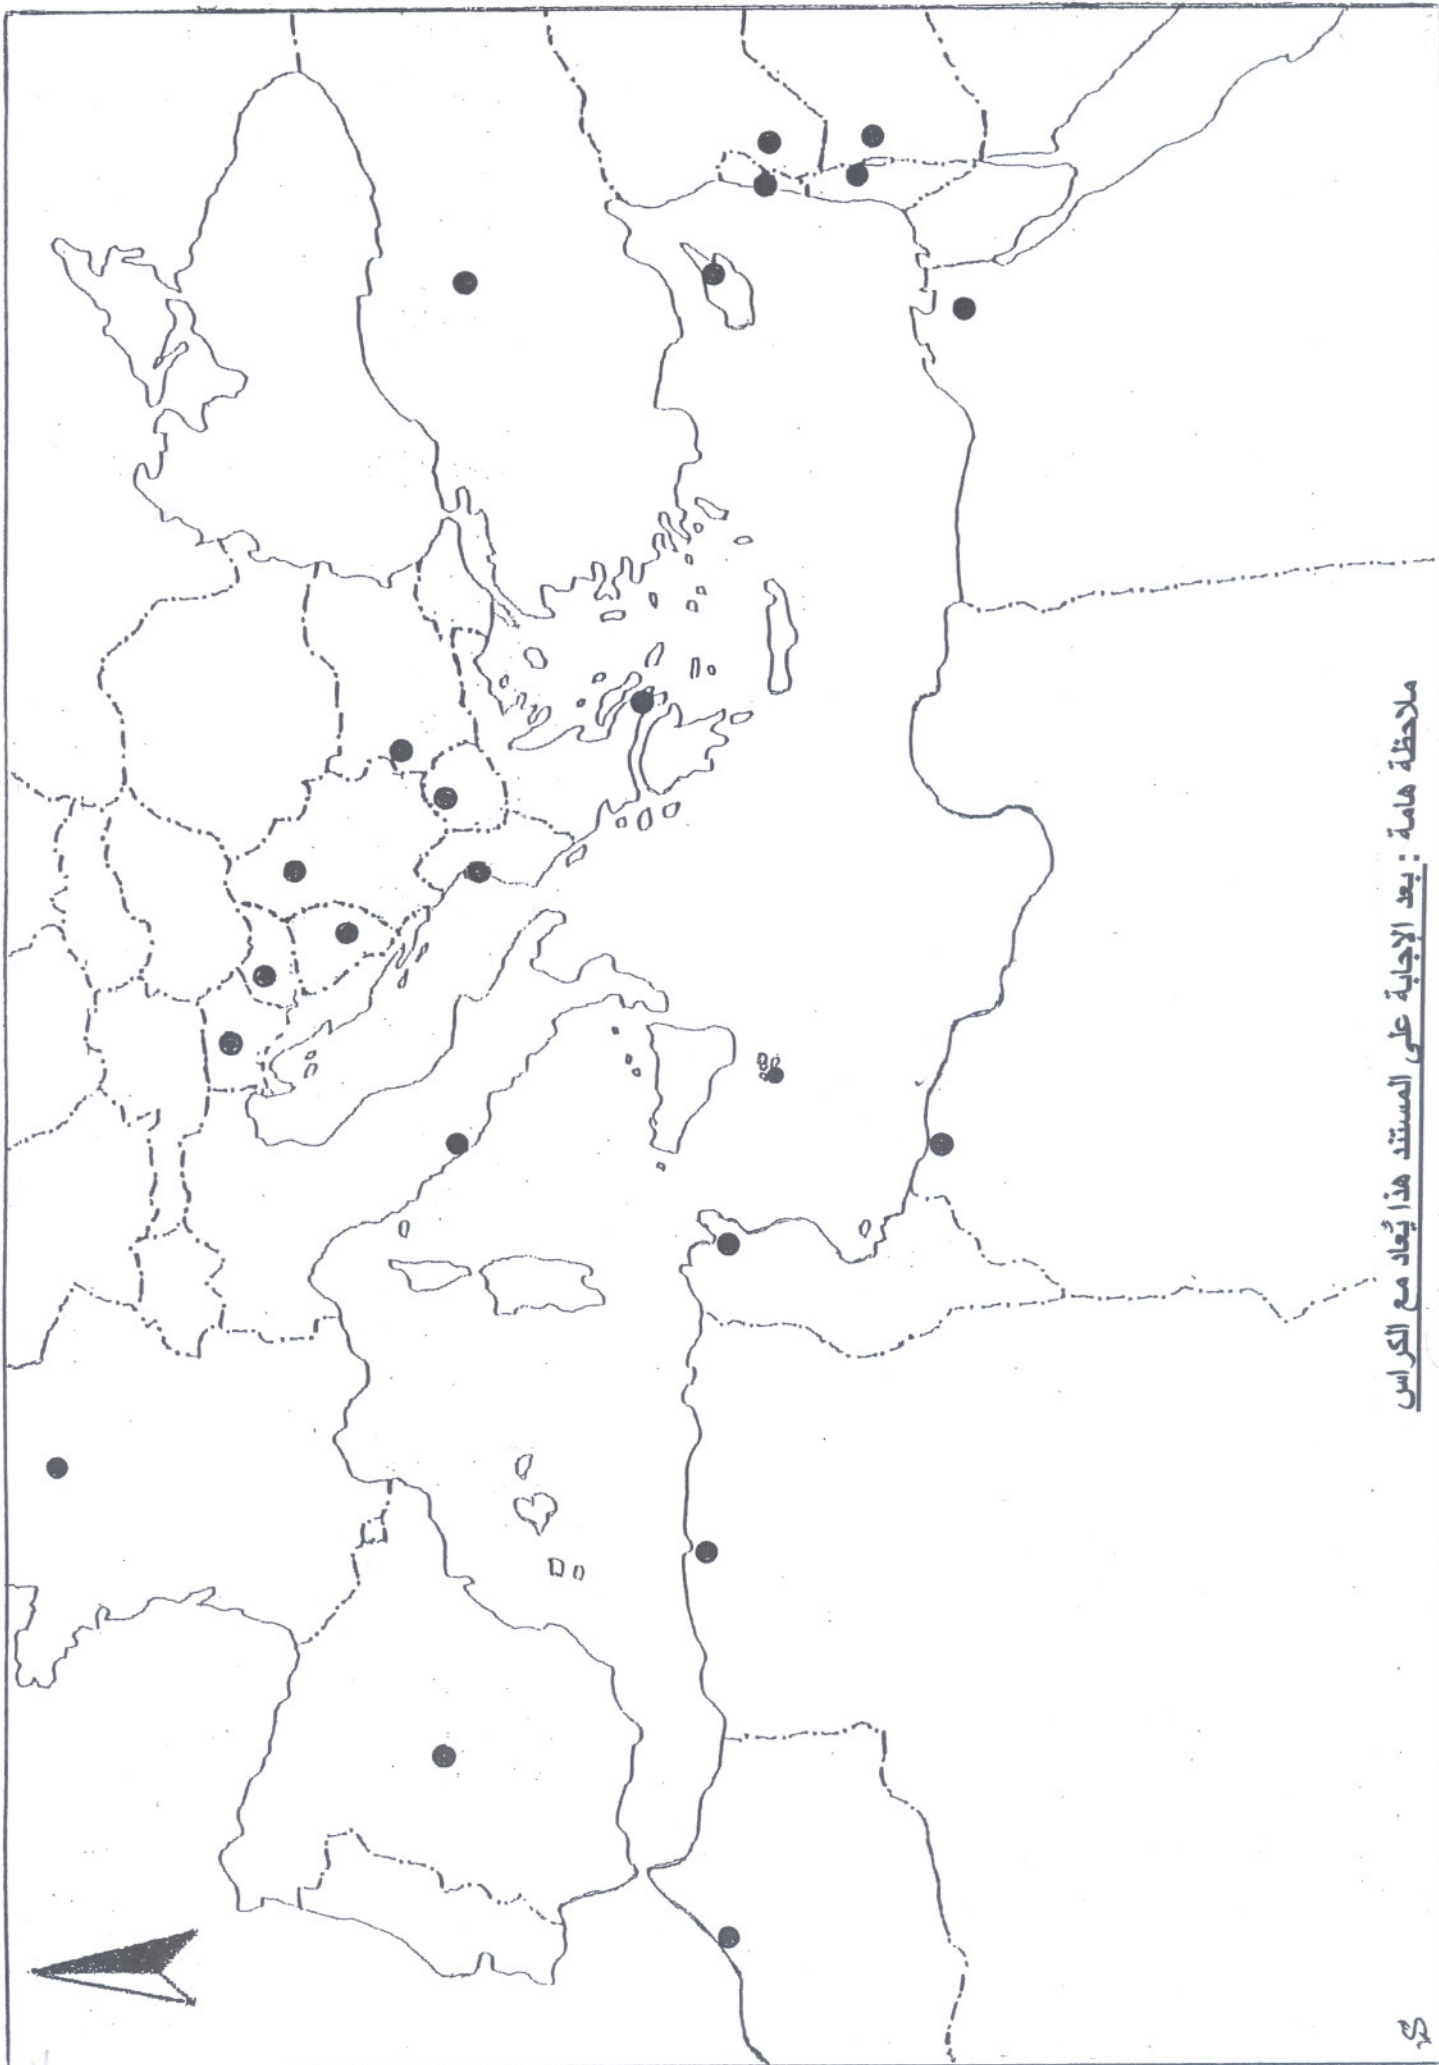 ملاحظة هامة : بعد الإجابة على المستند هذا يُعاد مع الكراس